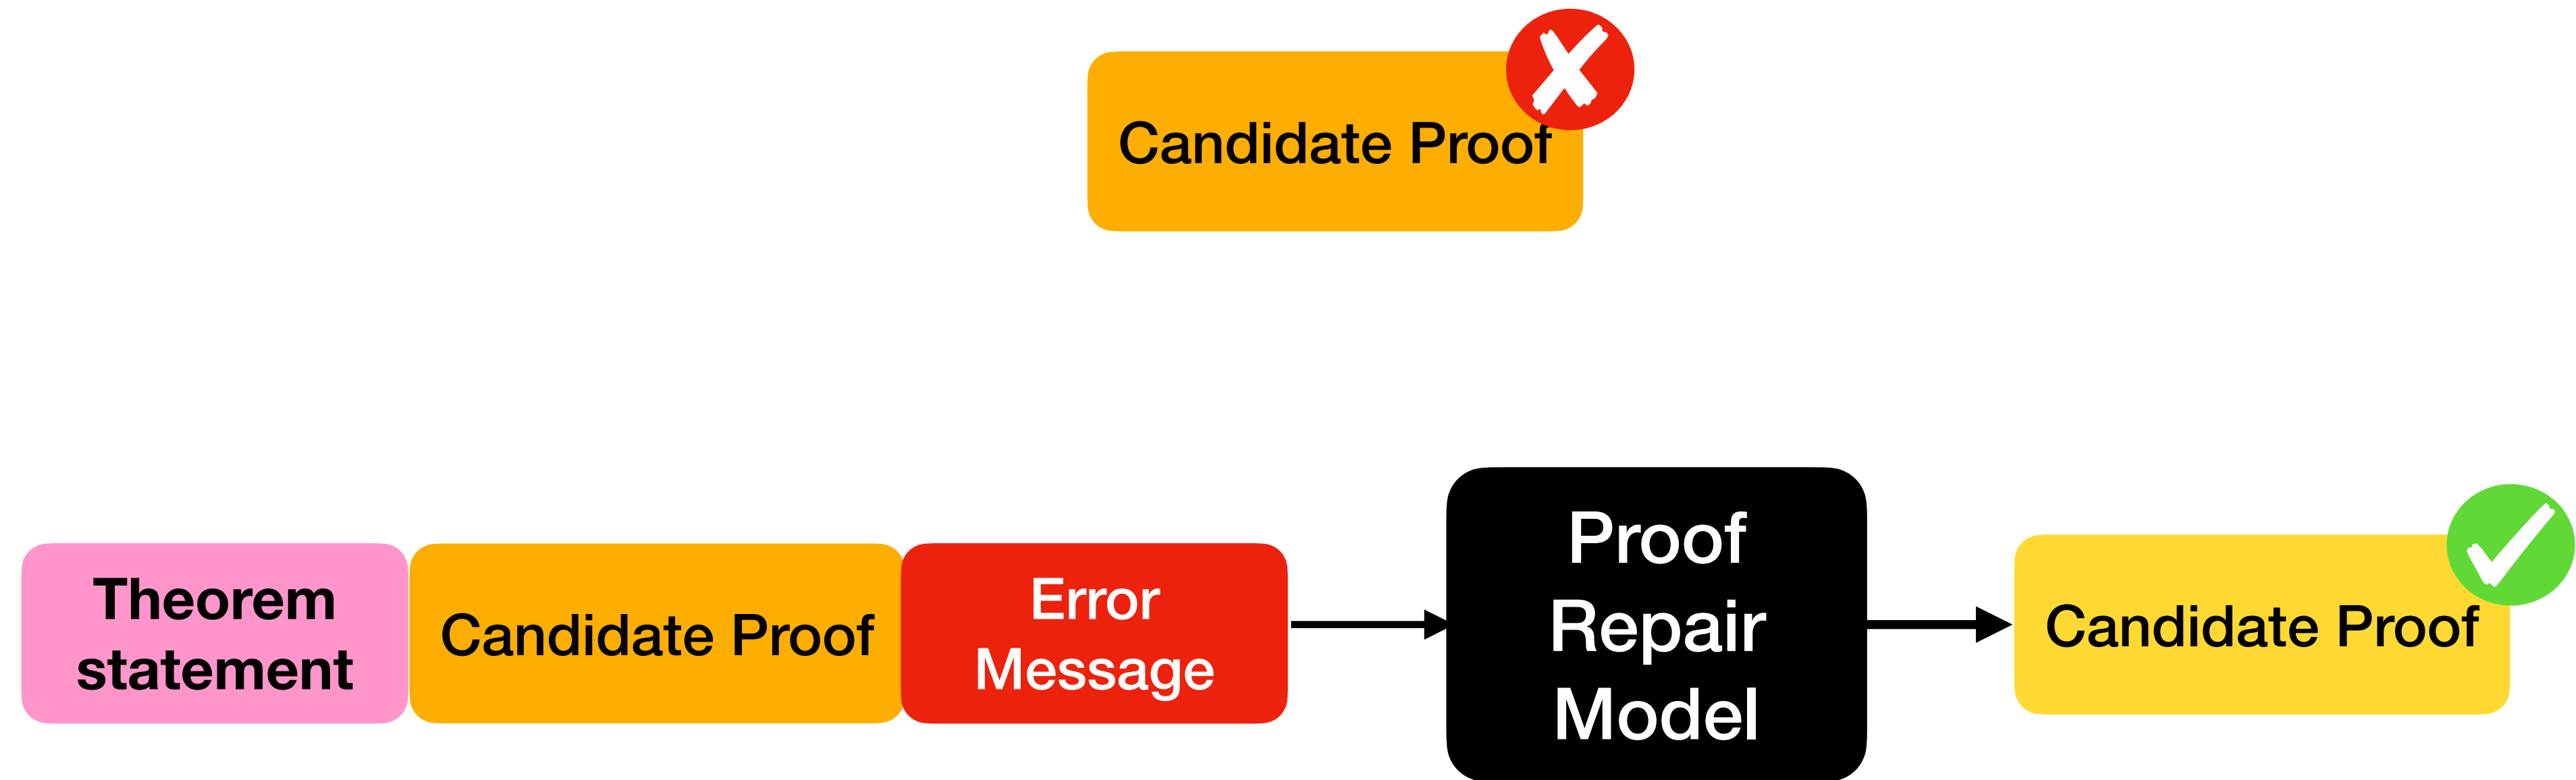 Candidate Proof
Theorem
statement
Candidate Proof
Error
Message
Proof
Repair
Model
Candidate Proof